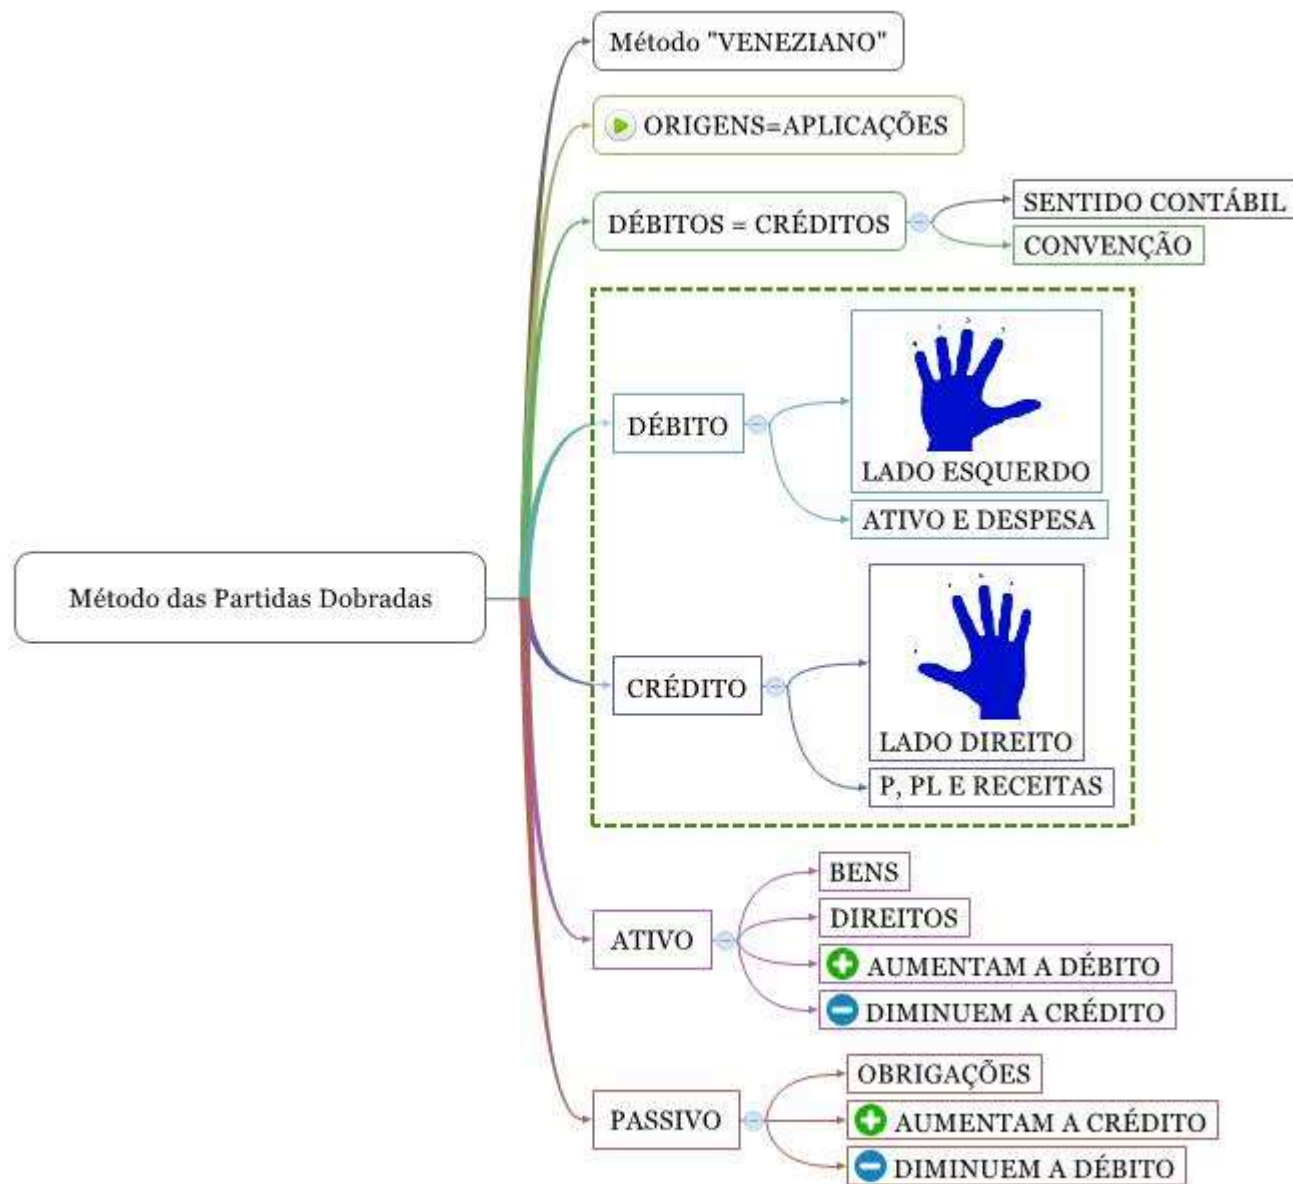 Método "VENEZIANO"
ORIGENS=APLICAÇÕES
DÉBITOS = CRÉDITOS
SENTIDO CONTÁBIL
CONVENÇÃO
DÉBITO
LADO ESQUERDO
ATIVO E DESPESA
Método das Partidas Dobradas
CRÉDITO
LADO DIREITO
P, PL E RECEITAS
ATIVO
BENS
DIREITOS
AUMENTAM A DÉBITO
DIMINUEM A CRÉDITO
PASSIVO
OBRIGAÇÕES
AUMENTAM A CRÉDITO
DIMINUEM A DÉBITO